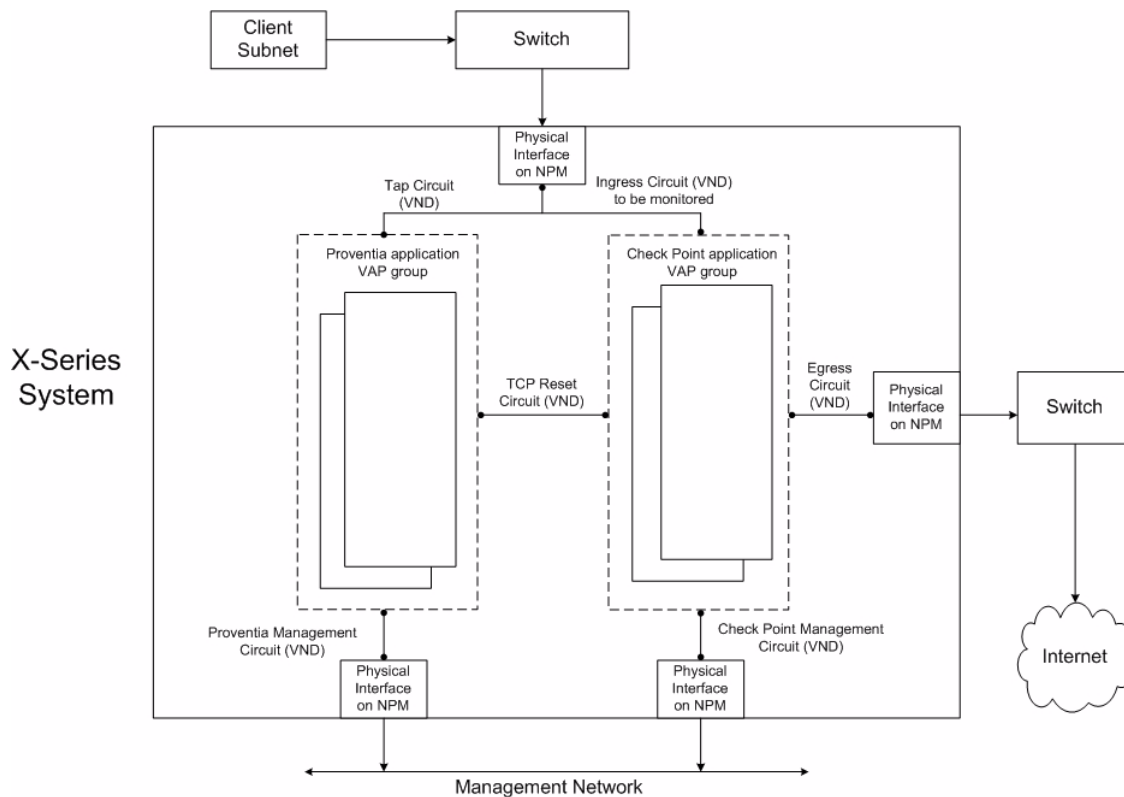 Client
Subnet
Switch
Physical
Interface
on NPM
Tap Circuit
(VND)
Ingress Circuit (VND)
to be monitored
Proventia application
VAP group
Check Point application
VAP group
X-Series
System
TCP Reset
Circuit (VND)
Egress
Circuit
(VND)
Physical
Interface
on NPM
Switch
Proventia Management
Circuit (VND)
Check Point Management
Circuit (VND)
Internet
Physical
Interface
on NPM
Physical
Interface
on NPM
Management Network